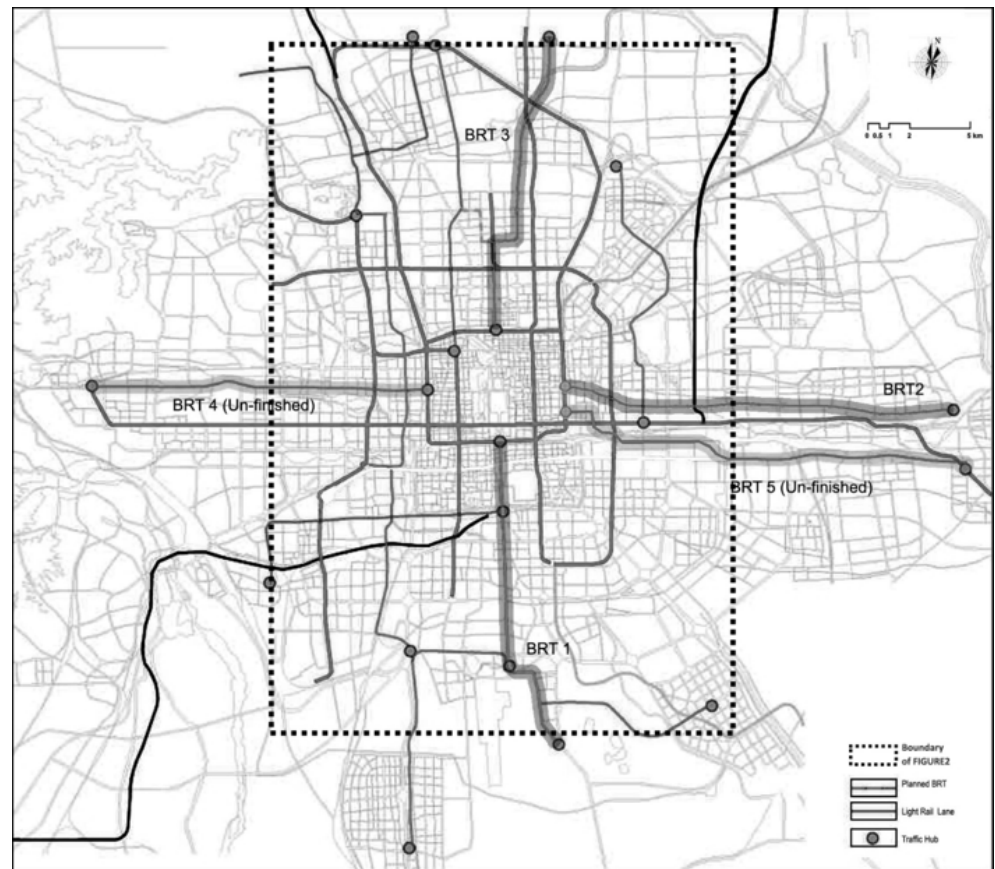 N
0 0.5 1 2 5 km
BRT 3
BRT2
BRT 4 (Un-finished)
BRT 5 (Un-finished)
BRT 1
Boundary
of FIGURE2
Planned BRT
Light Rail Lane
Traffic Hub